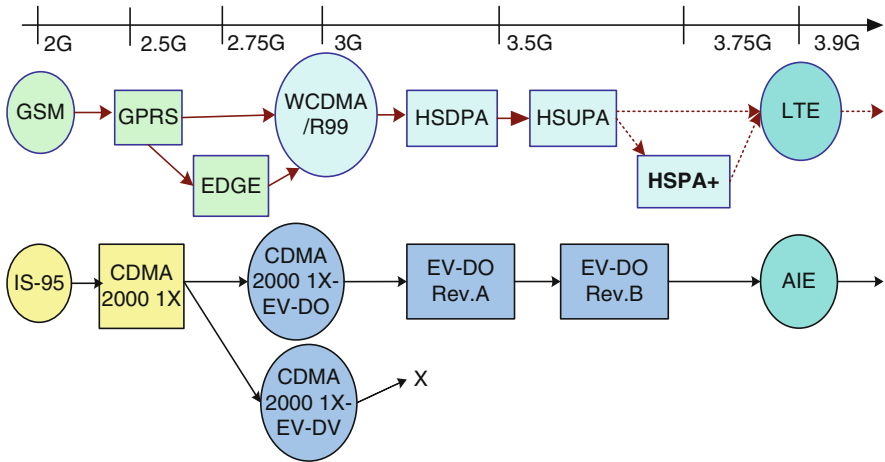 2G
2.5G
2.75G
3G
3.5G
3.75G
3.9G
GSM
GPRS
EDGE
WCDMA
/R99
HSDPA
HSUPA
HSPA+
LTE
IS-95
CDMA
2000 1X
CDMA
2000 1X-
EV-DO
EV-DO
Rev.A
EV-DO
Rev.B
AIE
CDMA
2000 1X-
EV-DV
X